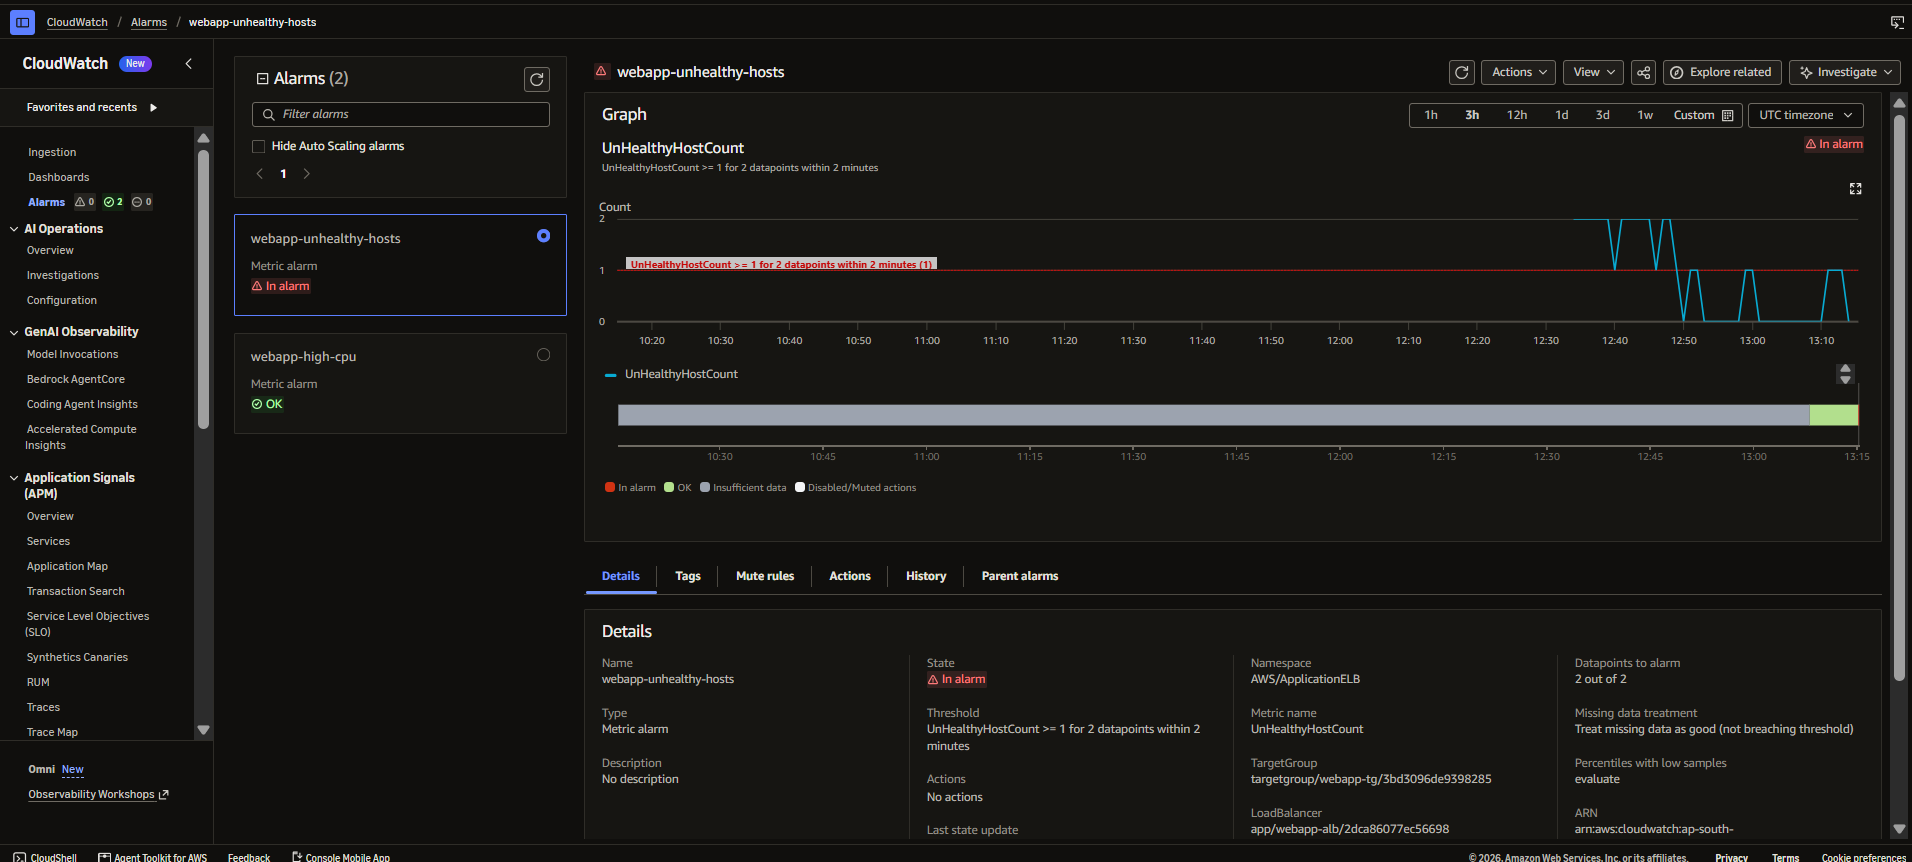 CloudWatch / Alarms / webapp-unhealthy-hosts
CloudWatch New
Favorites and recents
Ingestion
Dashboards
Alarms 0 2 0
AI Operations
Overview
Investigations
Configuration
GenAI Observability
Model Invocations
Bedrock AgentCore
Coding Agent Insights
Accelerated Compute
Insights
Application Signals
(APM)
Overview
Services
Application Map
Transaction Search
Service Level Objectives
(SLO)
Synthetics Canaries
RUM
Traces
Trace Map
Omni New
Observability Workshops
Alarms (2)
Filter alarms
Hide Auto Scaling alarms
1
webapp-unhealthy-hosts
Metric alarm
In alarm
webapp-high-cpu
Metric alarm
OK
webapp-unhealthy-hosts
Actions View Explore related Investigate
Graph
1h 3h 12h 1d 3d 1w Custom UTC timezone
UnHealthyHostCount
In alarm
UnHealthyHostCount >= 1 for 2 datapoints within 2 minutes
Count
2
UnHealthyHostCount >= 1 for 2 datapoints within 2 minutes (1)
1
0
10:20 10:30 10:40 10:50 11:00 11:10 11:20 11:30 11:40 11:50 12:00 12:10 12:20 12:30 12:40 12:50 13:00 13:10
UnHealthyHostCount
10:30 10:45 11:00 11:15 11:30 11:45 12:00 12:15 12:30 12:45 13:00 13:15
In alarm OK Insufficient data Disabled/Muted actions
Details Tags Mute rules Actions History Parent alarms
Details
Name
webapp-unhealthy-hosts
Type
Metric alarm
Description
No description
State
In alarm
Threshold
UnHealthyHostCount >= 1 for 2 datapoints within 2
minutes
Actions
No actions
Last state update
Namespace
AWS/ApplicationELB
Metric name
UnHealthyHostCount
TargetGroup
targetgroup/webapp-tg/3bd3096de9398285
LoadBalancer
app/webapp-alb/2dca86077ec56698
Datapoints to alarm
2 out of 2
Missing data treatment
Treat missing data as good (not breaching threshold)
Percentiles with low samples
evaluate
ARN
arn:aws:cloudwatch:ap-south-
CloudShell Agent Toolkit for AWS Feedback Console Mobile App
© 2026, Amazon Web Services, Inc. or its affiliates. Privacy Terms Cookie preferences